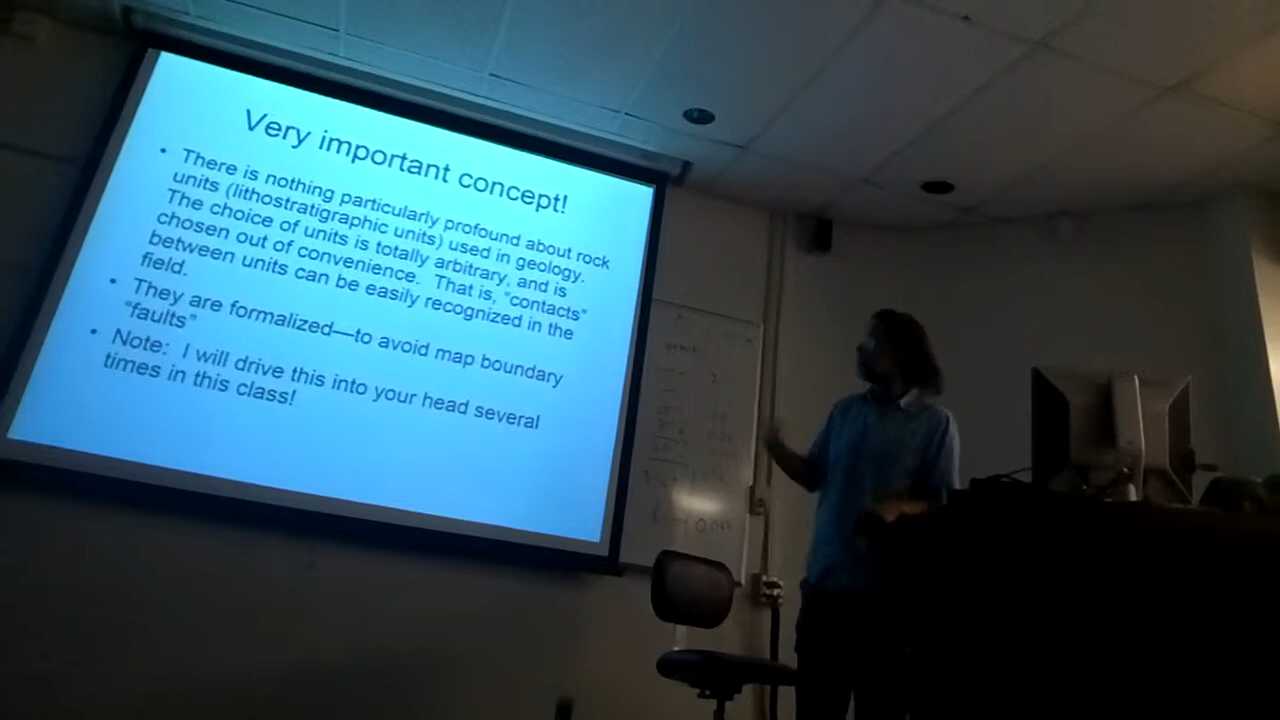 Very important concept!
• There is nothing particularly profound about rock
units (lithostratigraphic units) used in geology.
The choice of units is totally arbitrary, and is
chosen out of convenience. That is, “contacts”
between units can be easily recognized in the
field.
• They are formalized—to avoid map boundary
“faults”
• Note: I will drive this into your head several
times in this class!